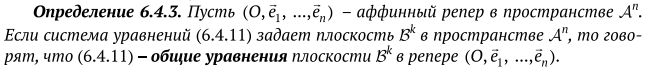 Определение 6.4.3. Пусть (O, e⃗₁, ...,e⃗ₙ) – аффинный репер в пространстве 𝒜ⁿ.
Если система уравнений (6.4.11) задает плоскость ℬᵏ в пространстве 𝒜ⁿ, то гово-
рят, что (6.4.11) – общие уравнения плоскости ℬᵏ в репере (O, e⃗₁, ...,e⃗ₙ).